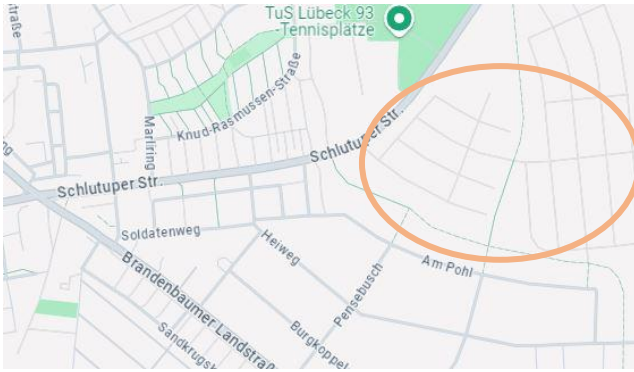 TuS Lübeck 93
-Tennisplätze
straße
Marliring
Knud-Rasmussen-Straße
Schlutuper Str.
Schlutuper Str.
Soldatenweg
Heiweg
Am Pohl
Brandenbaumer Landstraß
Pensebusch
Burgkoppel
Sandkrugsk